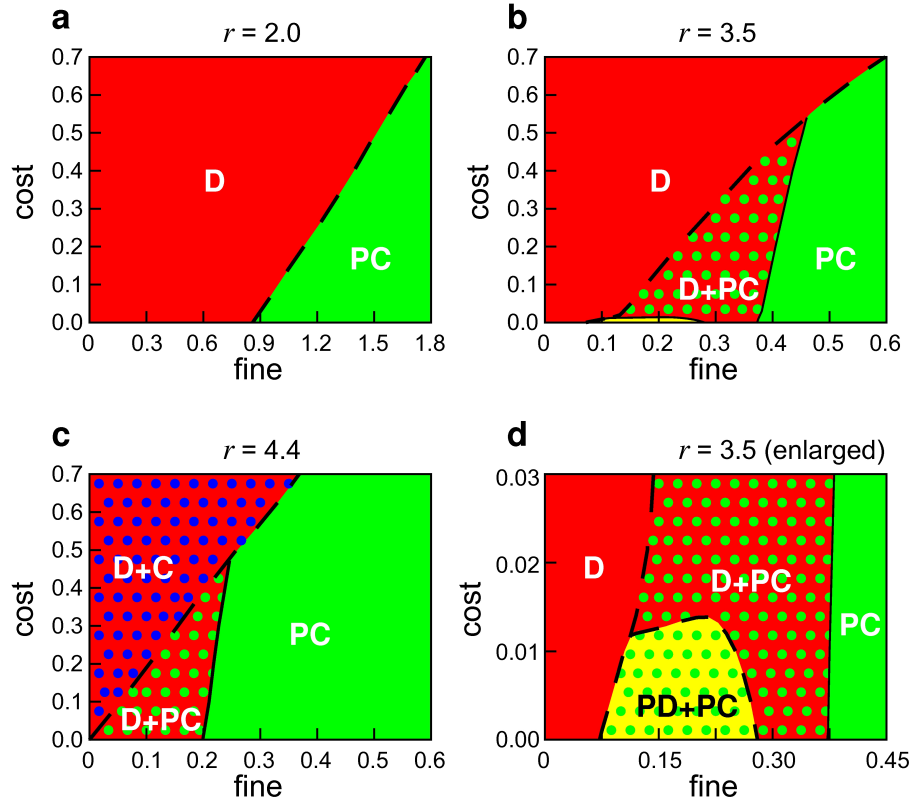 a
r = 2.0
cost
0.7
0.6
0.5
0.4
0.3
0.2
0.1
0.0
D
PC
0 0.3 0.6 0.9 1.2 1.5 1.8
fine
b
r = 3.5
cost
0.7
0.6
0.5
0.4
0.3
0.2
0.1
0.0
D
D+PC
PC
0 0.1 0.2 0.3 0.4 0.5 0.6
fine
c
r = 4.4
cost
0.7
0.6
0.5
0.4
0.3
0.2
0.1
0.0
D+C
D+PC
PC
0 0.1 0.2 0.3 0.4 0.5 0.6
fine
d
r = 3.5 (enlarged)
cost
0.03
0.02
0.01
0.00
D
D+PC
PC
PD+PC
0 0.15 0.30 0.45
fine